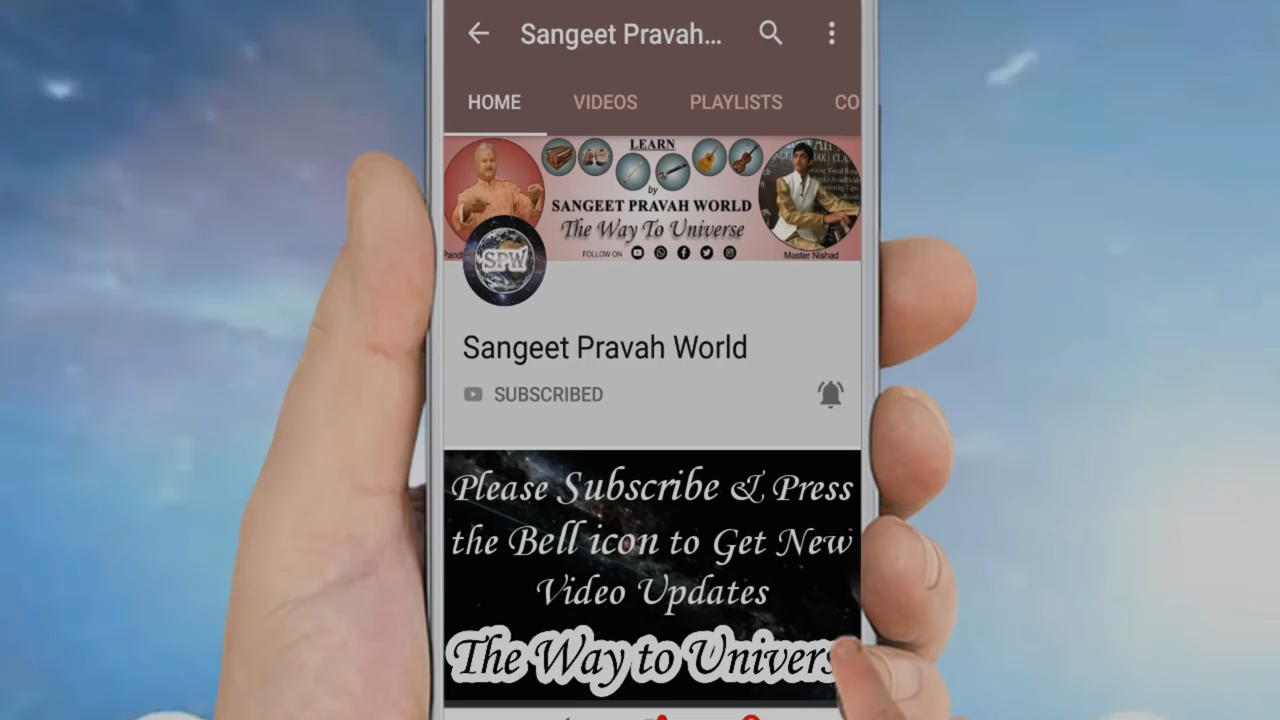 Sangeet Pravah...
HOME VIDEOS PLAYLISTS CO
LEARN
by
SANGEET PRAVAH WORLD
The Way To Universe
FOLLOW ON
Master Nishad
SPW
Sangeet Pravah World
SUBSCRIBED
Please Subscribe & Press
the Bell icon to Get New
Video Updates
The Way to Univers